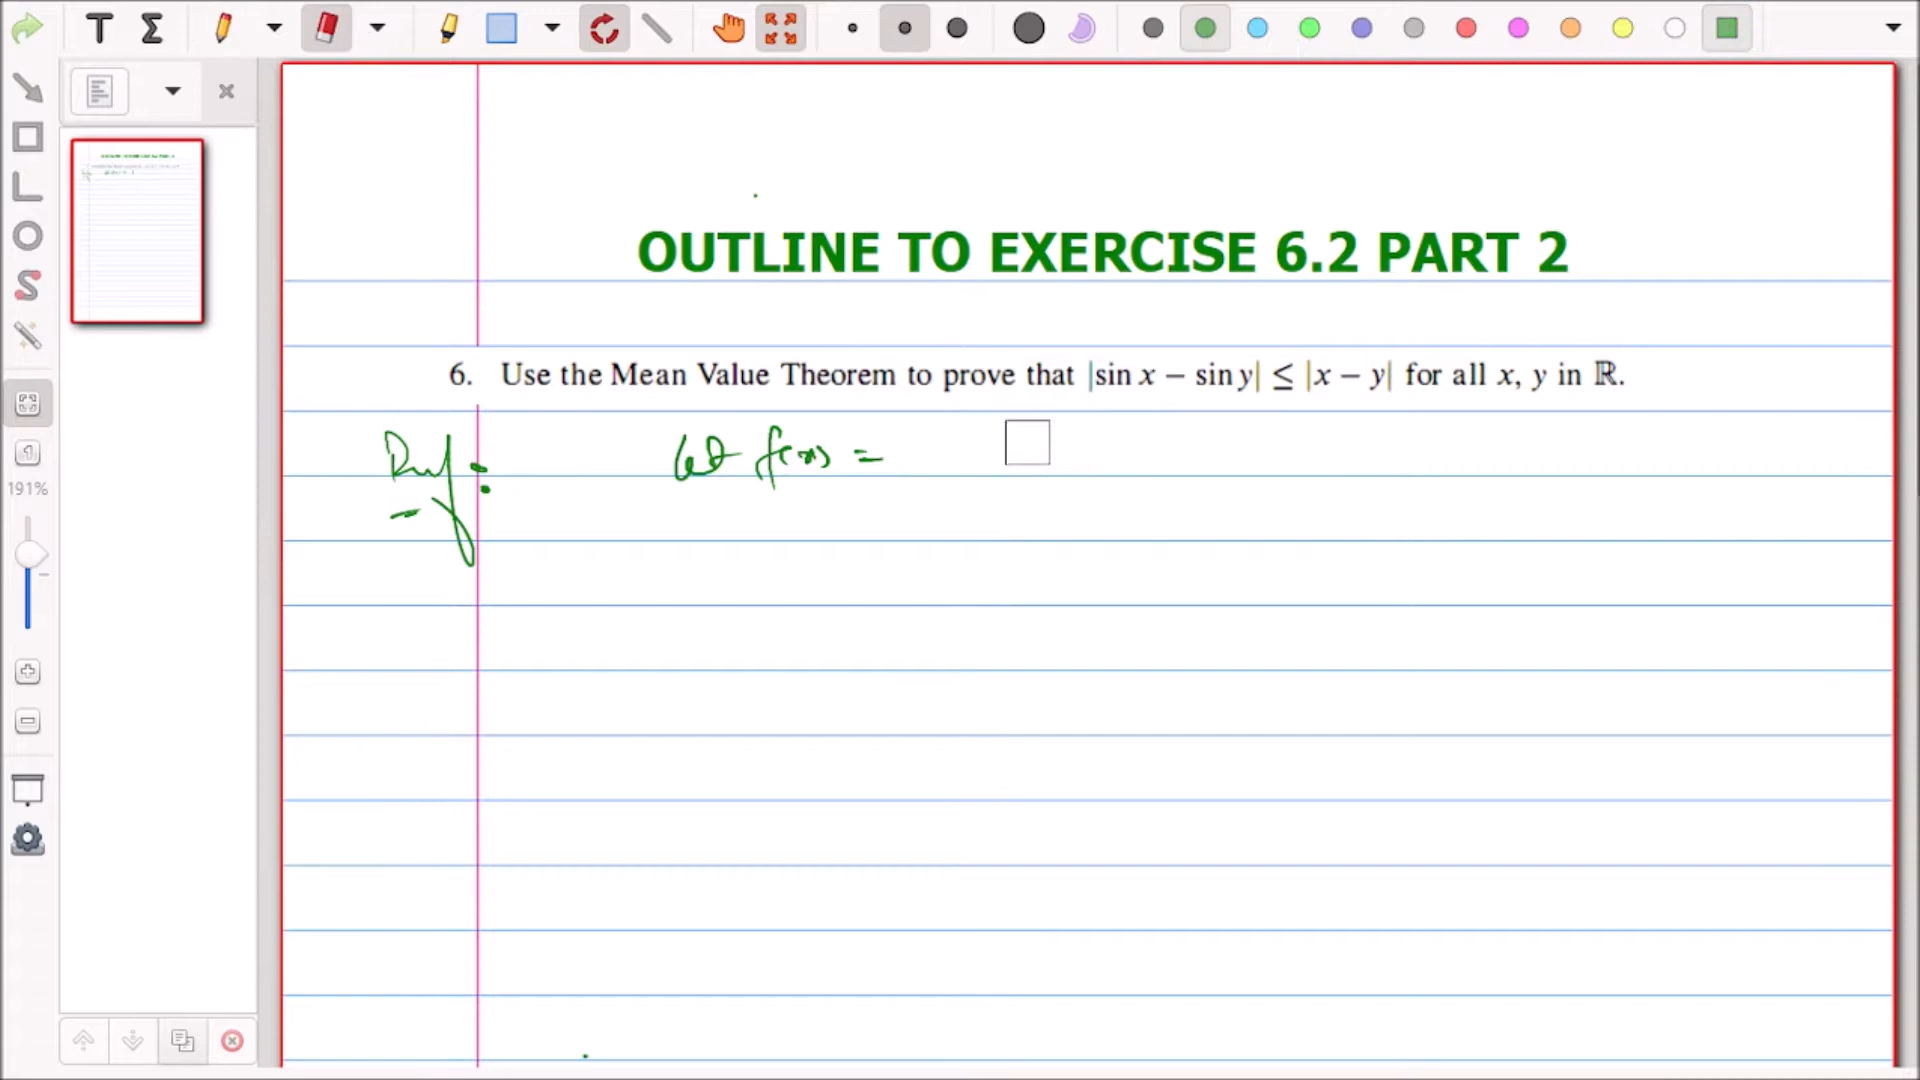 T Σ
OUTLINE TO EXERCISE 6.2 PART 2
6. Use the Mean Value Theorem to prove that |sin x − sin y| ≤ |x − y| for all x, y in ℝ.
let f(x) =
191%